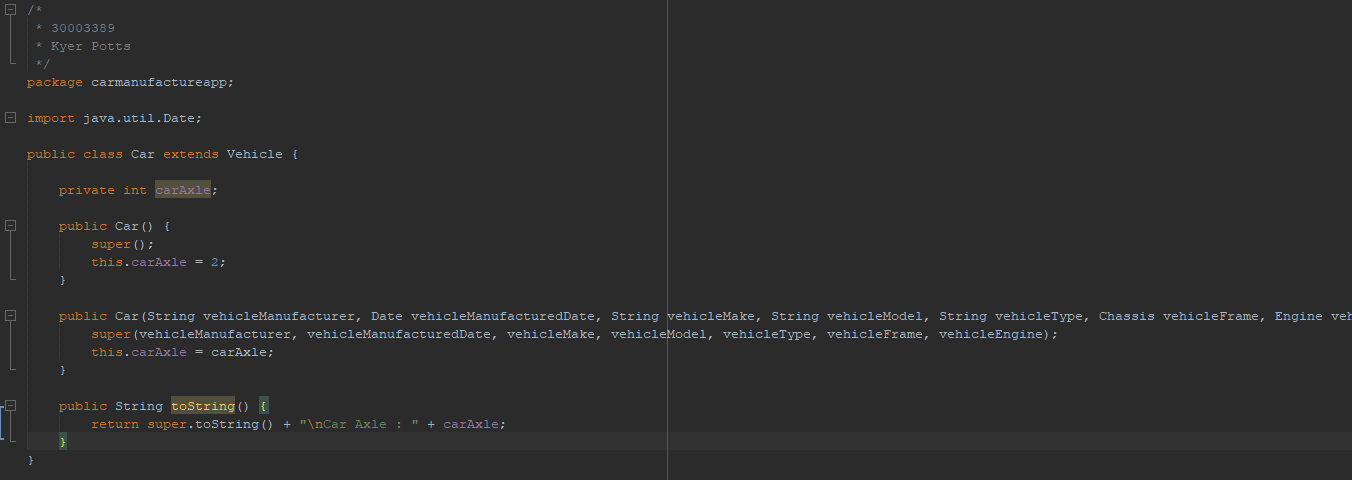 /*
 * 30003389
 * Kyer Potts
 */
package carmanufactureapp;
import java.util.Date;
public class Car extends Vehicle {
private int carAxle;
public Car() {
super();
this.carAxle = 2;
}
public Car(String vehicleManufacturer, Date vehicleManufacturedDate, String vehicleMake, String vehicleModel, String vehicleType, Chassis vehicleFrame, Engine veh
super(vehicleManufacturer, vehicleManufacturedDate, vehicleMake, vehicleModel, vehicleType, vehicleFrame, vehicleEngine);
this.carAxle = carAxle;
}
public String toString() {
return super.toString() + "\nCar Axle : " + carAxle;
}
}